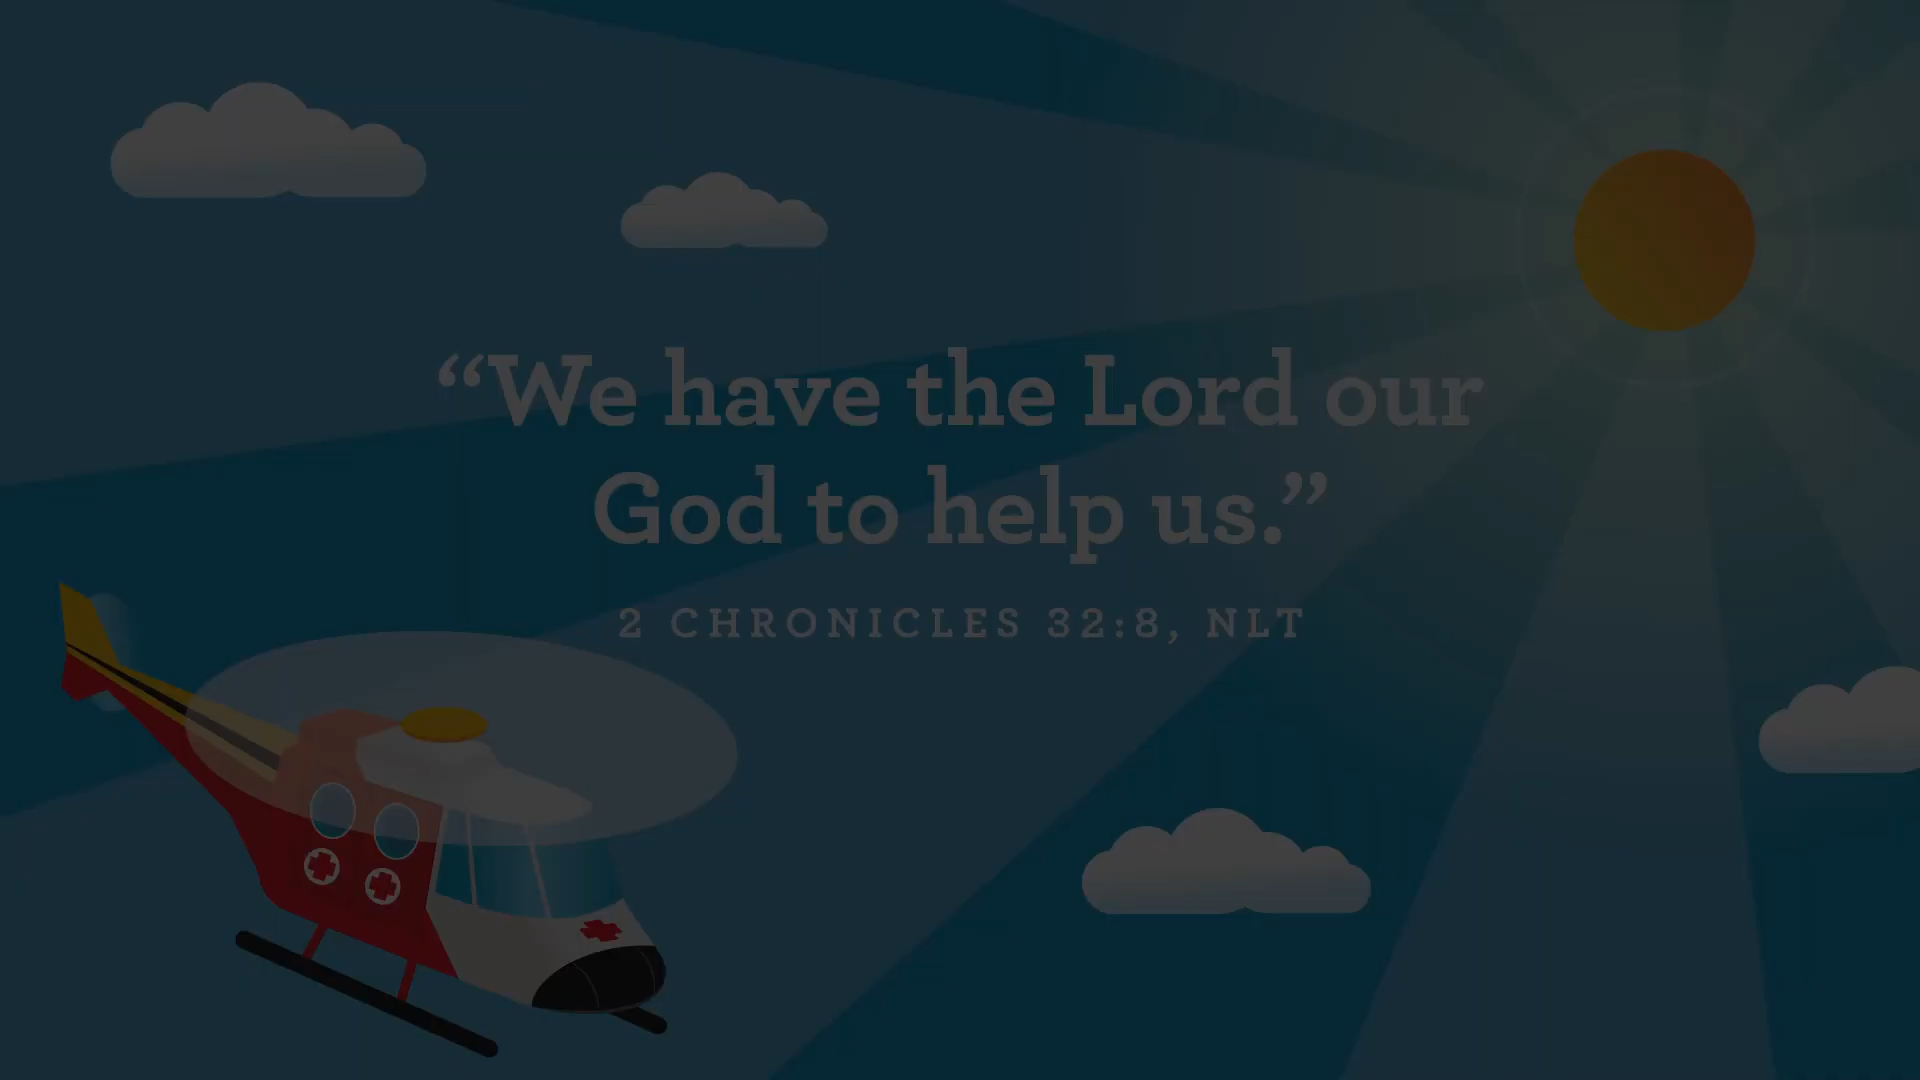 “We have the Lord our
God to help us.”
2 CHRONICLES 32:8, NLT